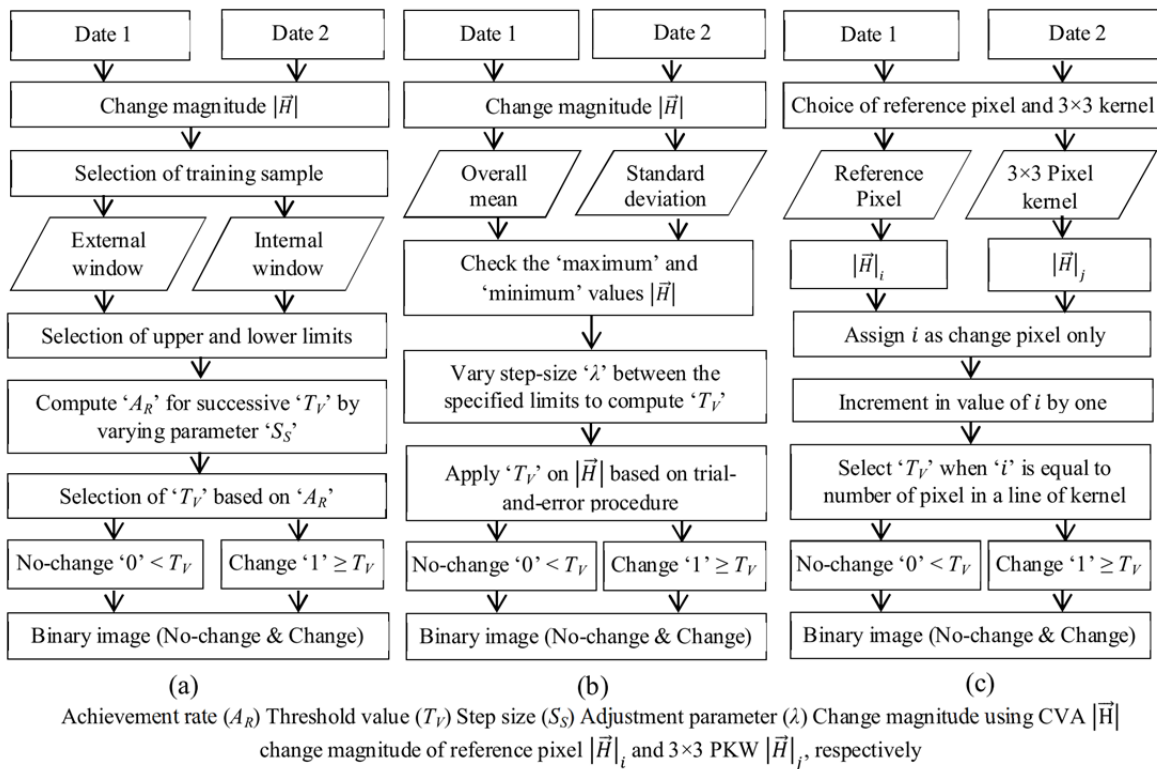 Date 1
Date 2
Change magnitude |H⃗|
Selection of training sample
External
window
Internal
window
Selection of upper and lower limits
Compute ‘A_R’ for successive ‘T_V’ by
varying parameter ‘S_S’
Selection of ‘T_V’ based on ‘A_R’
No-change ‘0’ < T_V
Change ‘1’ ≥ T_V
Binary image (No-change & Change)
(a)
Date 1
Date 2
Change magnitude |H⃗|
Overall
mean
Standard
deviation
Check the ‘maximum’ and
‘minimum’ values |H⃗|
Vary step-size ‘λ’ between the
specified limits to compute ‘T_V’
Apply ‘T_V’ on |H⃗| based on trial-
and-error procedure
No-change ‘0’ < T_V
Change ‘1’ ≥ T_V
Binary image (No-change & Change)
(b)
Date 1
Date 2
Choice of reference pixel and 3×3 kernel
Reference
Pixel
3×3 Pixel
kernel
|H⃗|_i
|H⃗|_j
Assign i as change pixel only
Increment in value of i by one
Select ‘T_V’ when ‘i’ is equal to
number of pixel in a line of kernel
No-change ‘0’ < T_V
Change ‘1’ ≥ T_V
Binary image (No-change & Change)
(c)
Achievement rate (A_R) Threshold value (T_V) Step size (S_S) Adjustment parameter (λ) Change magnitude using CVA |H⃗|
change magnitude of reference pixel |H⃗|_i and 3×3 PKW |H⃗|_j, respectively